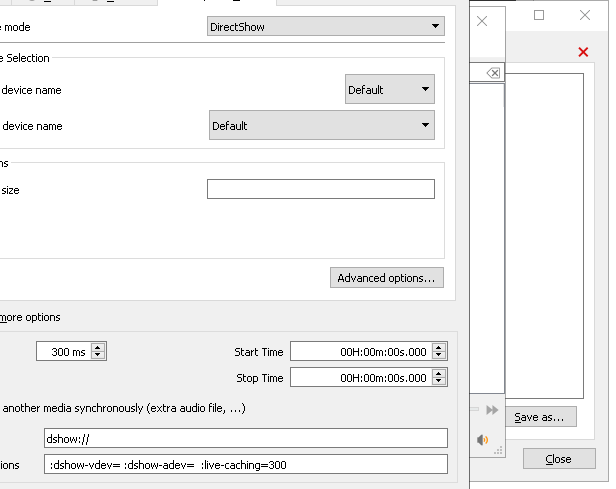 e mode DirectShow
e Selection
device name Default
device name Default
ns
size
Advanced options...
more options
300 ms Start Time 00H:00m:00s.000
Stop Time 00H:00m:00s.000
another media synchronously (extra audio file, ...)
dshow://
ions :dshow-vdev= :dshow-adev= :live-caching=300
Save as...
Close